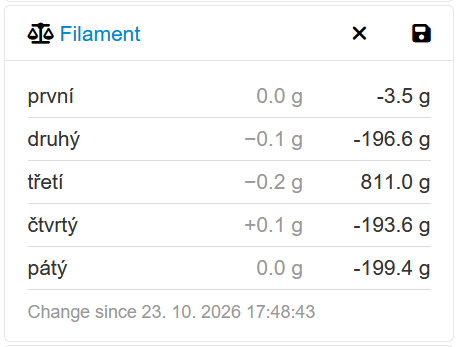 Filament
první 0.0 g -3.5 g
druhý −0.1 g -196.6 g
třetí −0.2 g 811.0 g
čtvrtý +0.1 g -193.6 g
pátý 0.0 g -199.4 g
Change since 23. 10. 2026 17:48:43